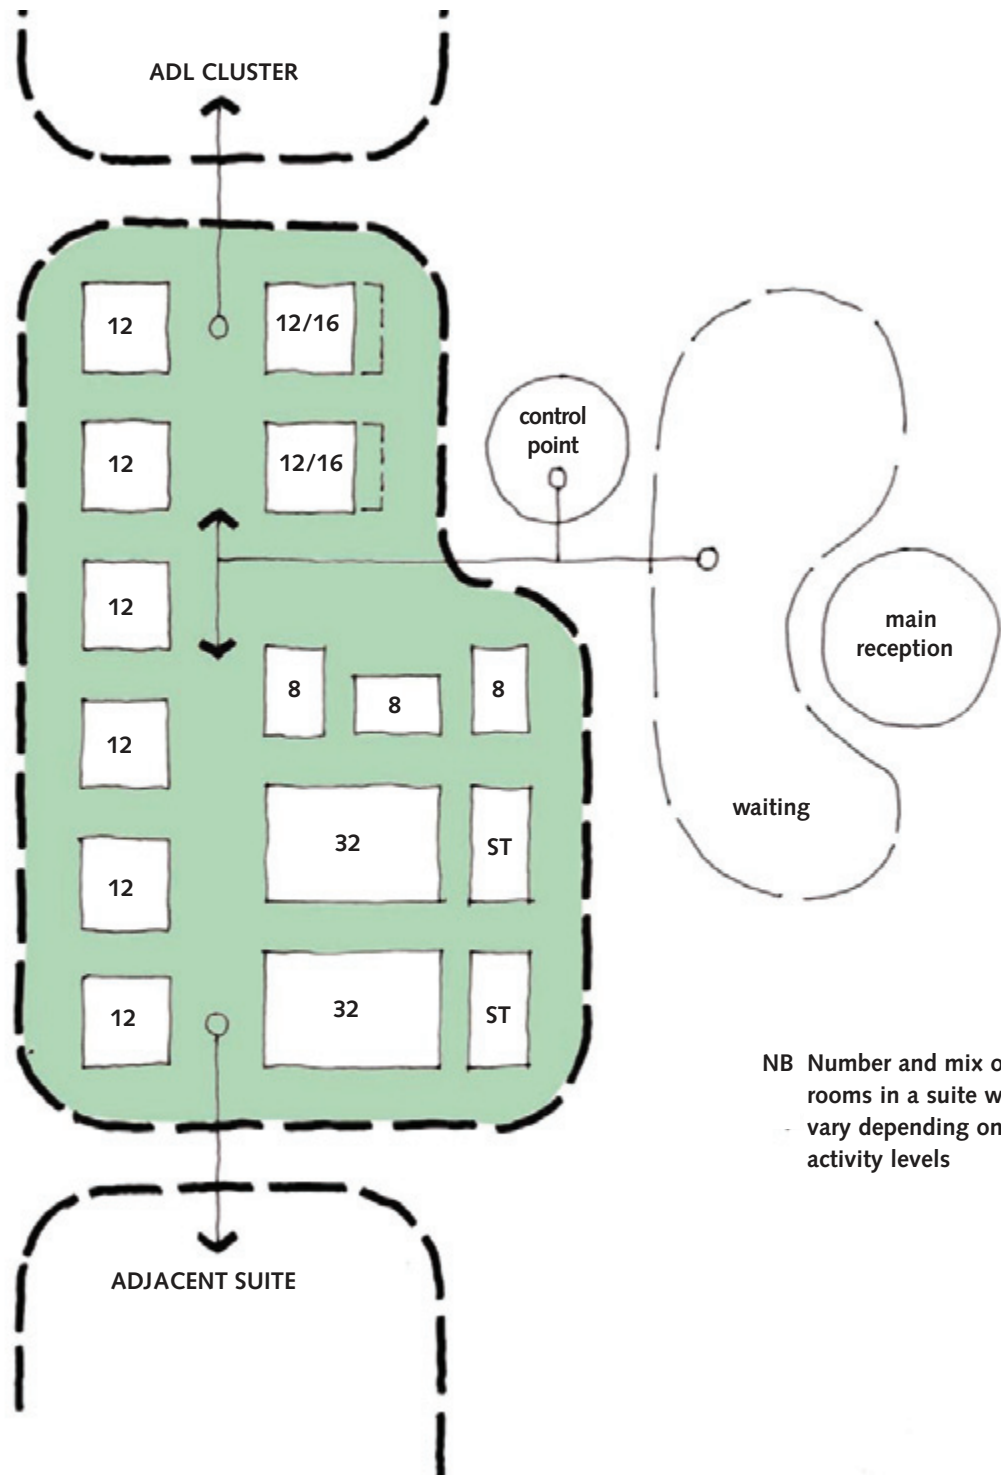 ADL CLUSTER
12
12/16
12
12/16
control
point
12
main
reception
8
8
8
12
waiting
32
ST
12
32
ST
12
NB Number and mix o
rooms in a suite w
vary depending on
activity levels
ADJACENT SUITE